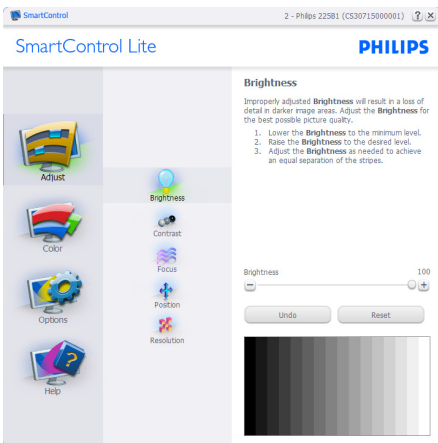 SmartControl
2 - Philips 225B1 (CS30715000001)
SmartControl Lite
PHILIPS
Adjust
Color
Options
Help
Brightness
Contrast
Focus
Position
Resolution
Brightness
Improperly adjusted Brightness will result in a loss of
detail in darker image areas. Adjust the Brightness for
the best possible picture quality.
1. Lower the Brightness to the minimum level.
2. Raise the Brightness to the desired level.
3. Adjust the Brightness as needed to achieve
an equal separation of the stripes.
Brightness 100
Undo Reset